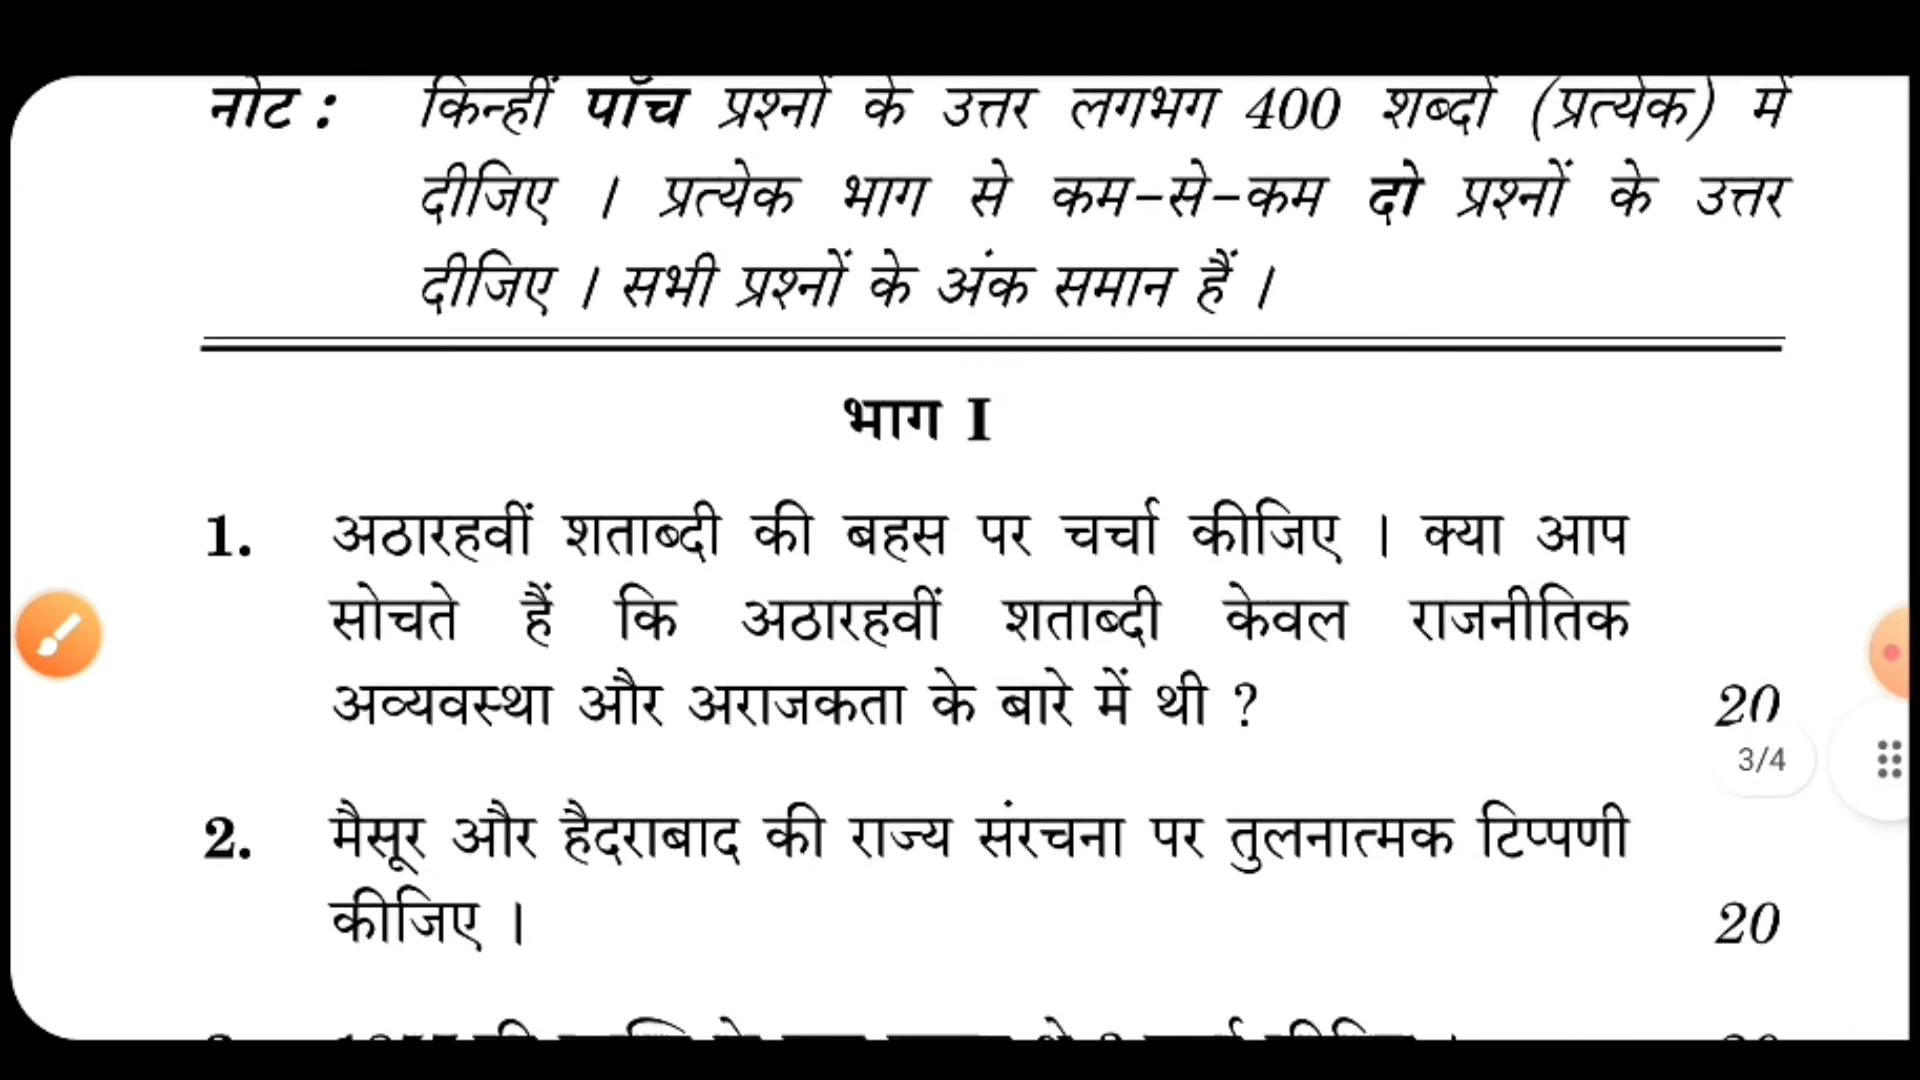 नोट : किन्हीं पाँच प्रश्नों के उत्तर लगभग 400 शब्दों (प्रत्येक) में
दीजिए । प्रत्येक भाग से कम-से-कम दो प्रश्नों के उत्तर
दीजिए । सभी प्रश्नों के अंक समान हैं ।
भाग I
1. अठारहवीं शताब्दी की बहस पर चर्चा कीजिए । क्या आप
सोचते हैं कि अठारहवीं शताब्दी केवल राजनीतिक
अव्यवस्था और अराजकता के बारे में थी ? 20
3/4
2. मैसूर और हैदराबाद की राज्य संरचना पर तुलनात्मक टिप्पणी
कीजिए । 20